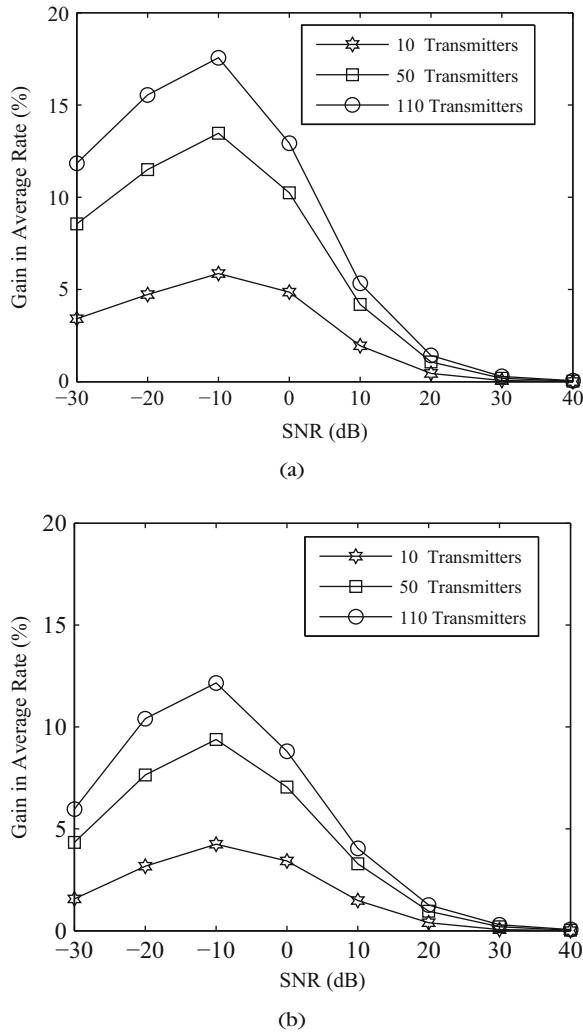 20
15
10
5
0
Gain in Average Rate (%)
10 Transmitters
50 Transmitters
110 Transmitters
−30 −20 −10 0 10 20 30 40
SNR (dB)
(a)
20
15
10
5
0
Gain in Average Rate (%)
10 Transmitters
50 Transmitters
110 Transmitters
−30 −20 −10 0 10 20 30 40
SNR (dB)
(b)